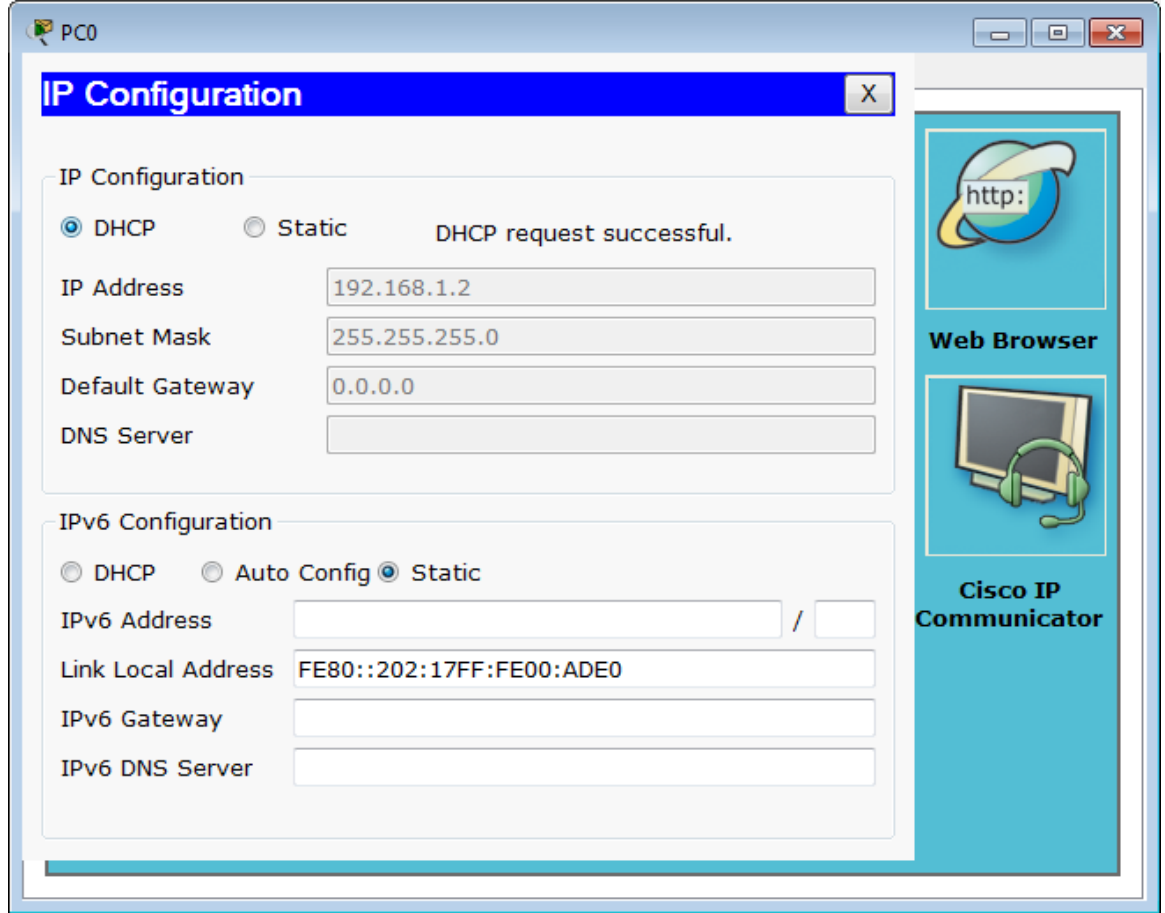 PC0
IP Configuration X
IP Configuration
DHCP Static DHCP request successful.
IP Address 192.168.1.2
Subnet Mask 255.255.255.0
Default Gateway 0.0.0.0
DNS Server
IPv6 Configuration
DHCP Auto Config Static
IPv6 Address /
Link Local Address FE80::202:17FF:FE00:ADE0
IPv6 Gateway
IPv6 DNS Server
http:
Web Browser
Cisco IP
Communicator